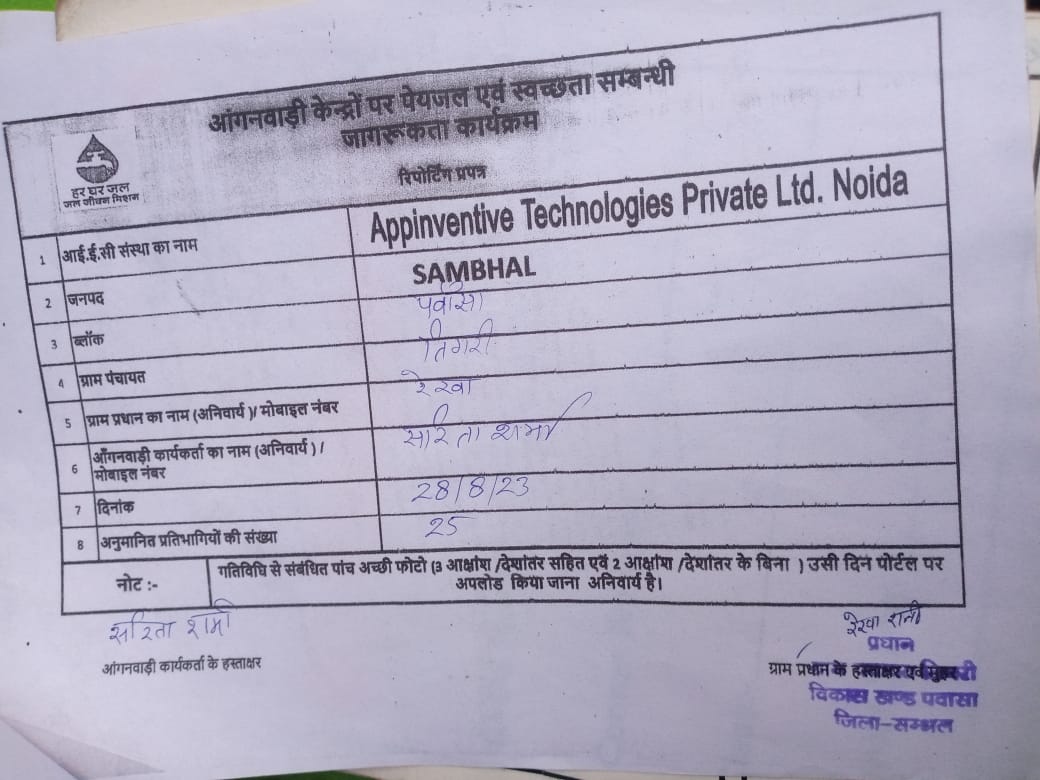 आंगनवाड़ी केन्द्रों पर पेयजल एवं स्वच्छता सम्बन्धी
जागरूकता कार्यक्रम
हर घर जल
जल जीवन मिशन
रिपोर्टिंग प्रपत्र
1 आई.ई.सी संस्था का नाम Appinventive Technologies Private Ltd. Noida
2 जनपद SAMBHAL
3 ब्लॉक पवांसा
4 ग्राम पंचायत तिगरी
5 ग्राम प्रधान का नाम (अनिवार्य )/ मोबाइल नंबर रेखा
6 आँगनवाड़ी कार्यकर्ता का नाम (अनिवार्य ) / सरिता शर्मा
मोबाइल नंबर
7 दिनांक 28/8/23
8 अनुमानित प्रतिभागियों की संख्या 25
नोट :- गतिविधि से संबंधित पांच अच्छी फोटो (3 आक्षांश /देशांतर सहित एवं 2 आक्षांश /देशांतर के बिना ) उसी दिन पोर्टल पर
अपलोड किया जाना अनिवार्य है।
सरिता शर्मा रेखा रानी
प्रधान
आंगनवाड़ी कार्यकर्ता के हस्ताक्षर ग्राम प्रधान के हस्ताक्षर एवं मुहर
विकास खण्ड पवासा
जिला-सम्भल